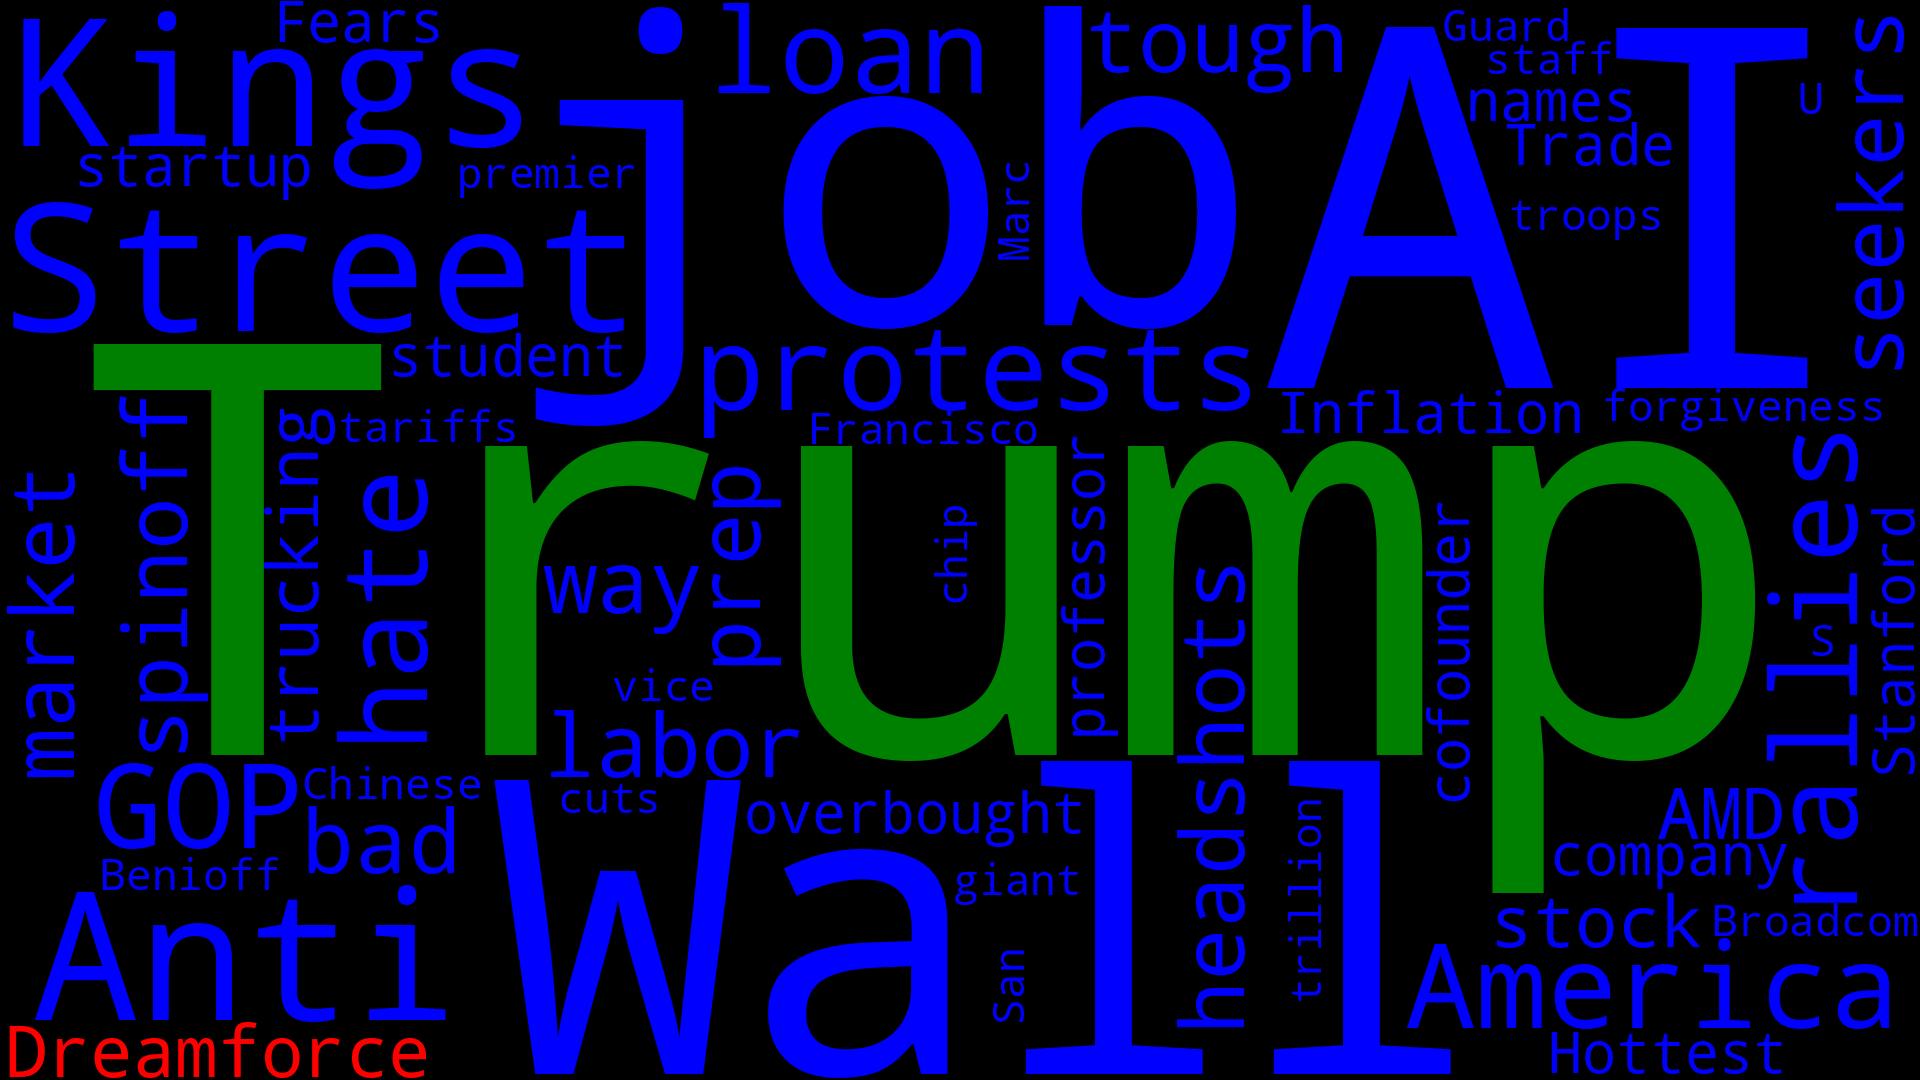 Kings
Fears
job
loan
tough
AI
Guard
staff
names
Trade
troops
U
seekers
startup
premier
Marc
Street
student
protests
Inflation
forgiveness
tariffs
Francisco
Trump
market
spinoff
trucking
hate
way
prep
chip
professor
headshots
cofounder
rallies
S
Stanford
vice
labor
GOP
Chinese
cuts
bad
overbought
AMD
company
Benioff
giant
Wall
trillion
stock
Broadcom
Anti
San
America
Dreamforce
Hottest